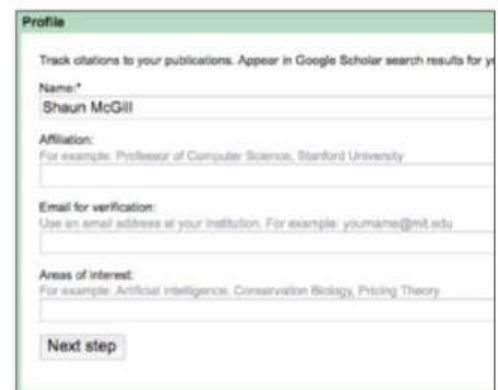 Profile
Track citations to your publications. Appear in Google Scholar search results for
Name:*
Shaun McGill
Affiliation:
For example: Professor of Computer Science, Stanford University
Email for verification:
Use an email address at your institution. For example: yourname@mit.edu
Areas of interest:
For example: Artificial Intelligence, Conservation Biology, Pricing Theory
Next step